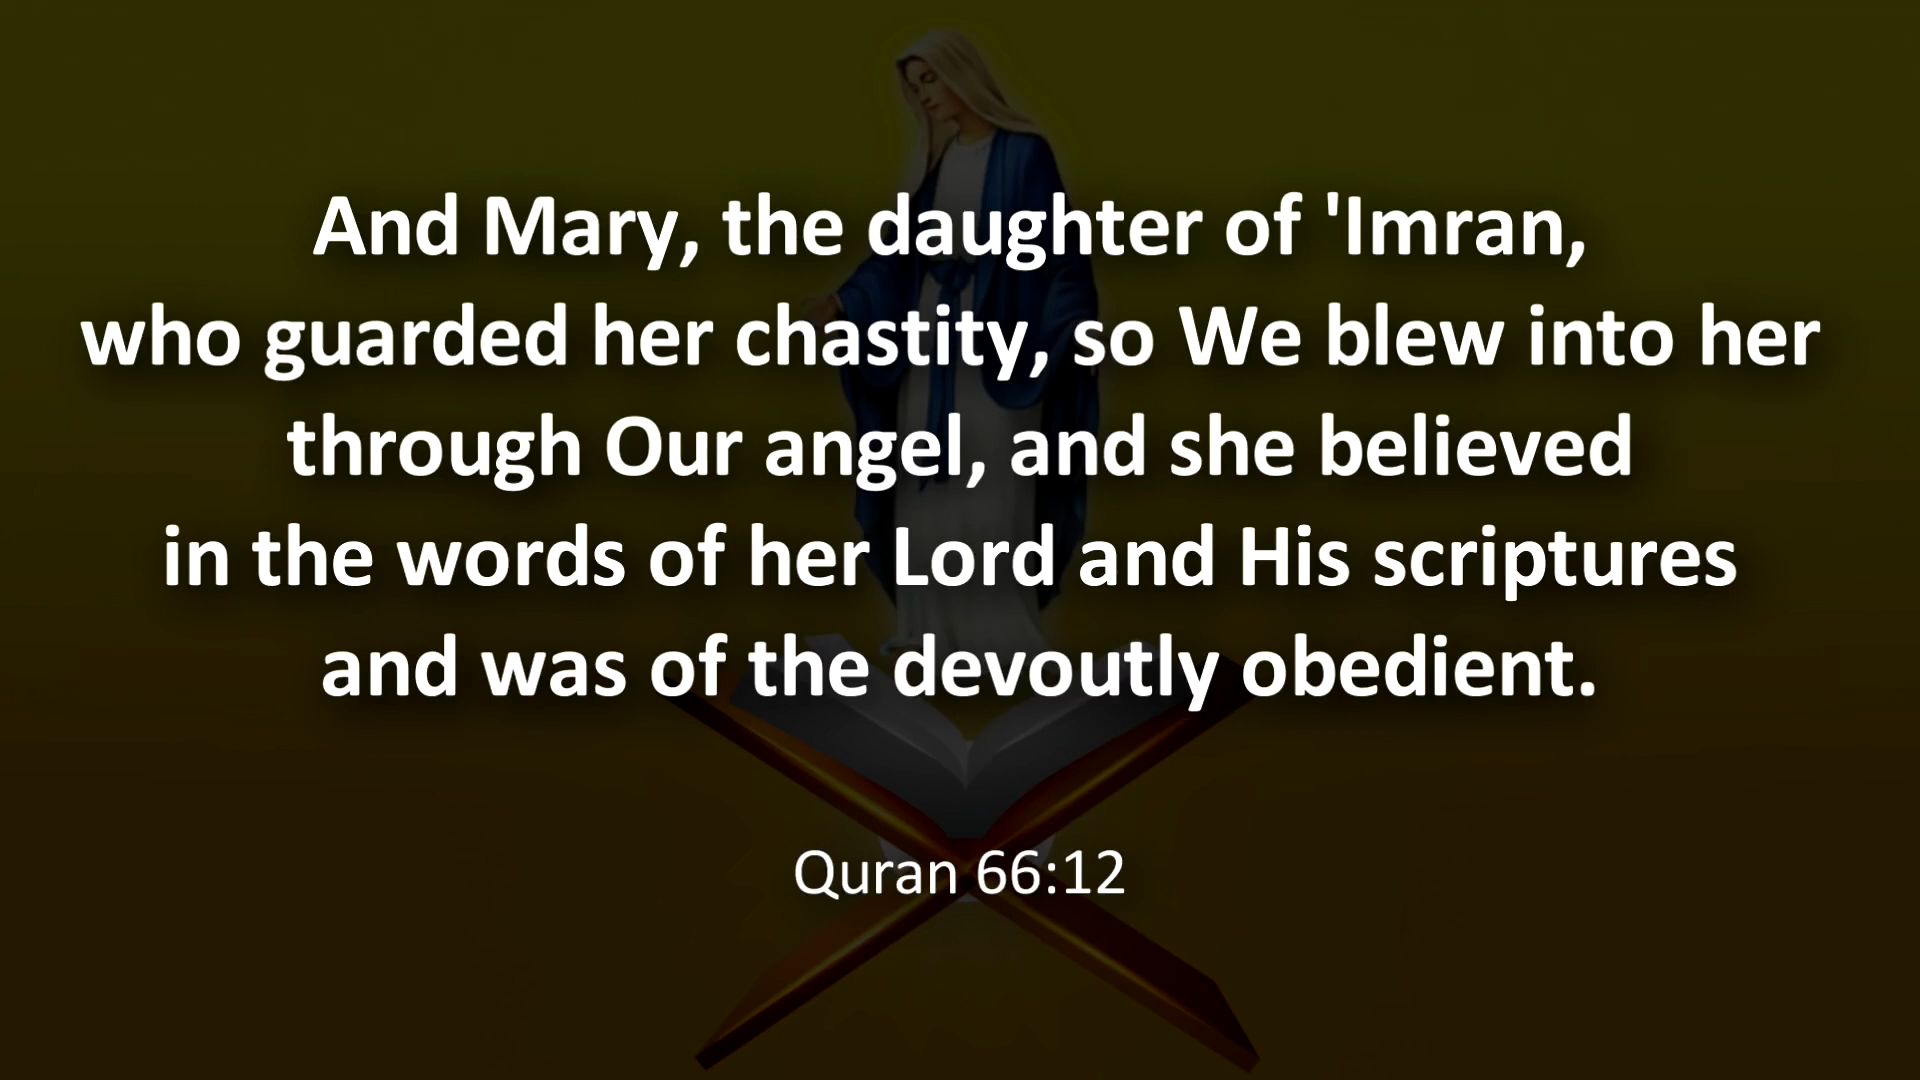 And Mary, the daughter of 'Imran,
who guarded her chastity, so We blew into her
through Our angel, and she believed
in the words of her Lord and His scriptures
and was of the devoutly obedient.
Quran 66:12